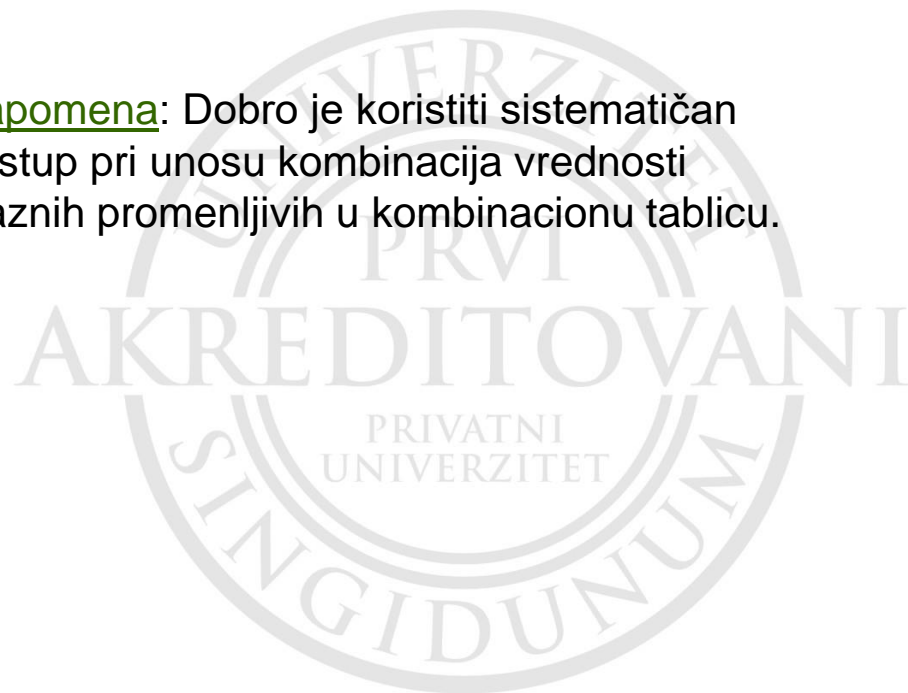 apomena: Dobro je koristiti sistematičan
stup pri unosu kombinacija vrednosti
aznih promenljivih u kombinacionu tablicu.
UNIVERZITET
PRVI
AKREDITOVANI
PRIVATNI
UNIVERZITET
SINGIDUNUM